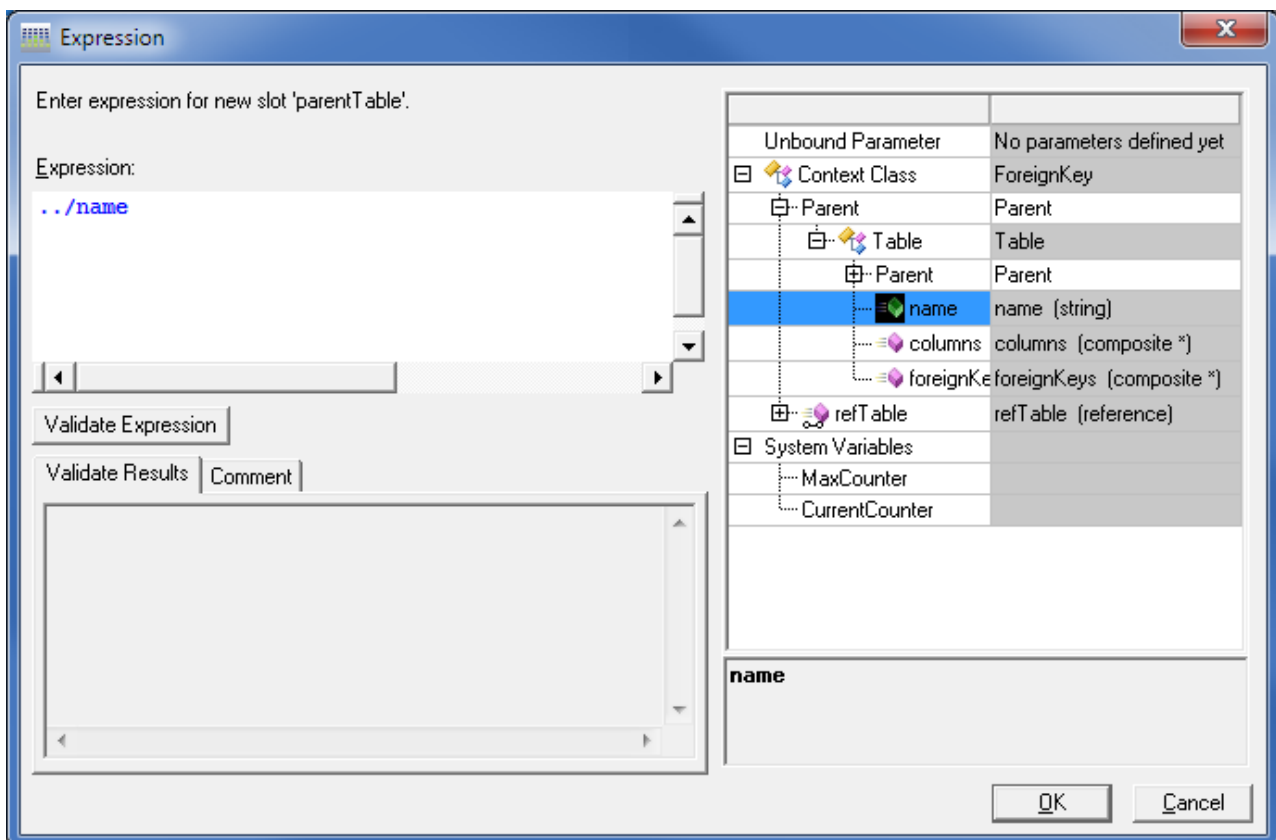 Expression
Enter expression for new slot 'parentTable'.
Expression:
../name
Validate Expression
Validate Results
Comment
Unbound Parameter No parameters defined yet
Context Class ForeignKey
Parent Parent
Table Table
Parent Parent
name name (string)
columns columns (composite *)
foreignKe foreignKeys (composite *)
refTable refTable (reference)
System Variables
MaxCounter
CurrentCounter
name
OK
Cancel